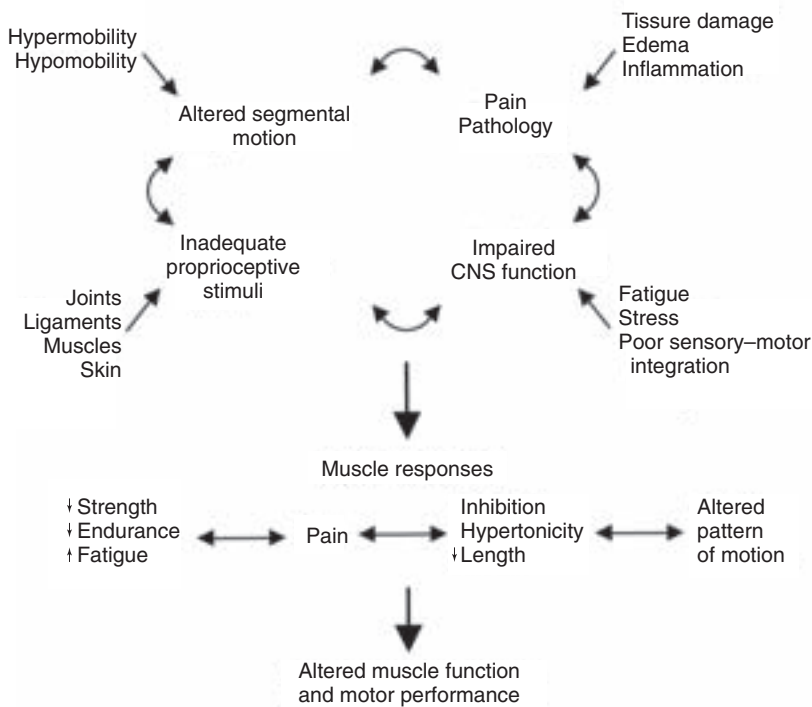 Hypermobility
Hypomobility
Tissure damage
Edema
Inflammation
Altered segmental
motion
Pain
Pathology
Inadequate
proprioceptive
stimuli
Impaired
CNS function
Joints
Ligaments
Muscles
Skin
Fatigue
Stress
Poor sensory–motor
integration
Muscle responses
↓ Strength
↓ Endurance
↑ Fatigue
Pain
Inhibition
Hypertonicity
↓ Length
Altered
pattern
of motion
Altered muscle function
and motor performance